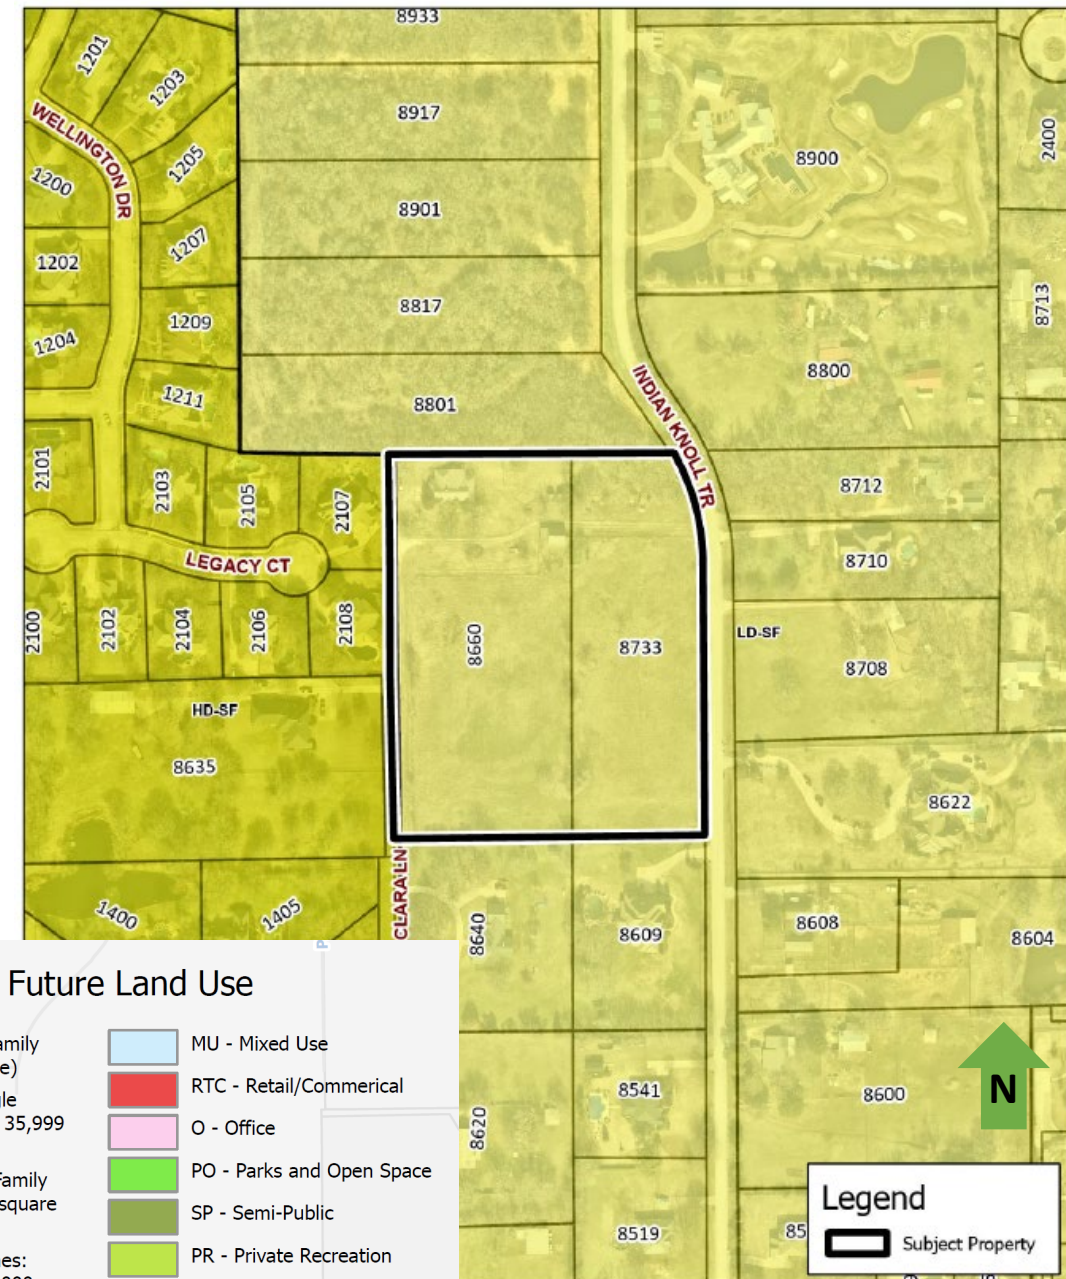 8933
1201
1203
8917
WELLINGTON DR
2400
1205
8900
1200
8901
1207
1202
8713
8817
1209
1204
8800
INDIAN KNOLL TR
1211
8801
2101
2103
2105
2107
8712
LEGACY CT
8710
2100
2102
2104
2106
2108
8660
8733
LD-SF
8708
HD-SF
8635
8622
CLARA LN
1400
1405
8640
8609
8608
8604
P
Future Land Use
amily
e)
MU - Mixed Use
RTC - Retail/Commerical
gle
35,999
O - Office
8620
8541
8600
N
PO - Parks and Open Space
Family
square
SP - Semi-Public
Legend
8519
85
Subject Property
PR - Private Recreation
nes: